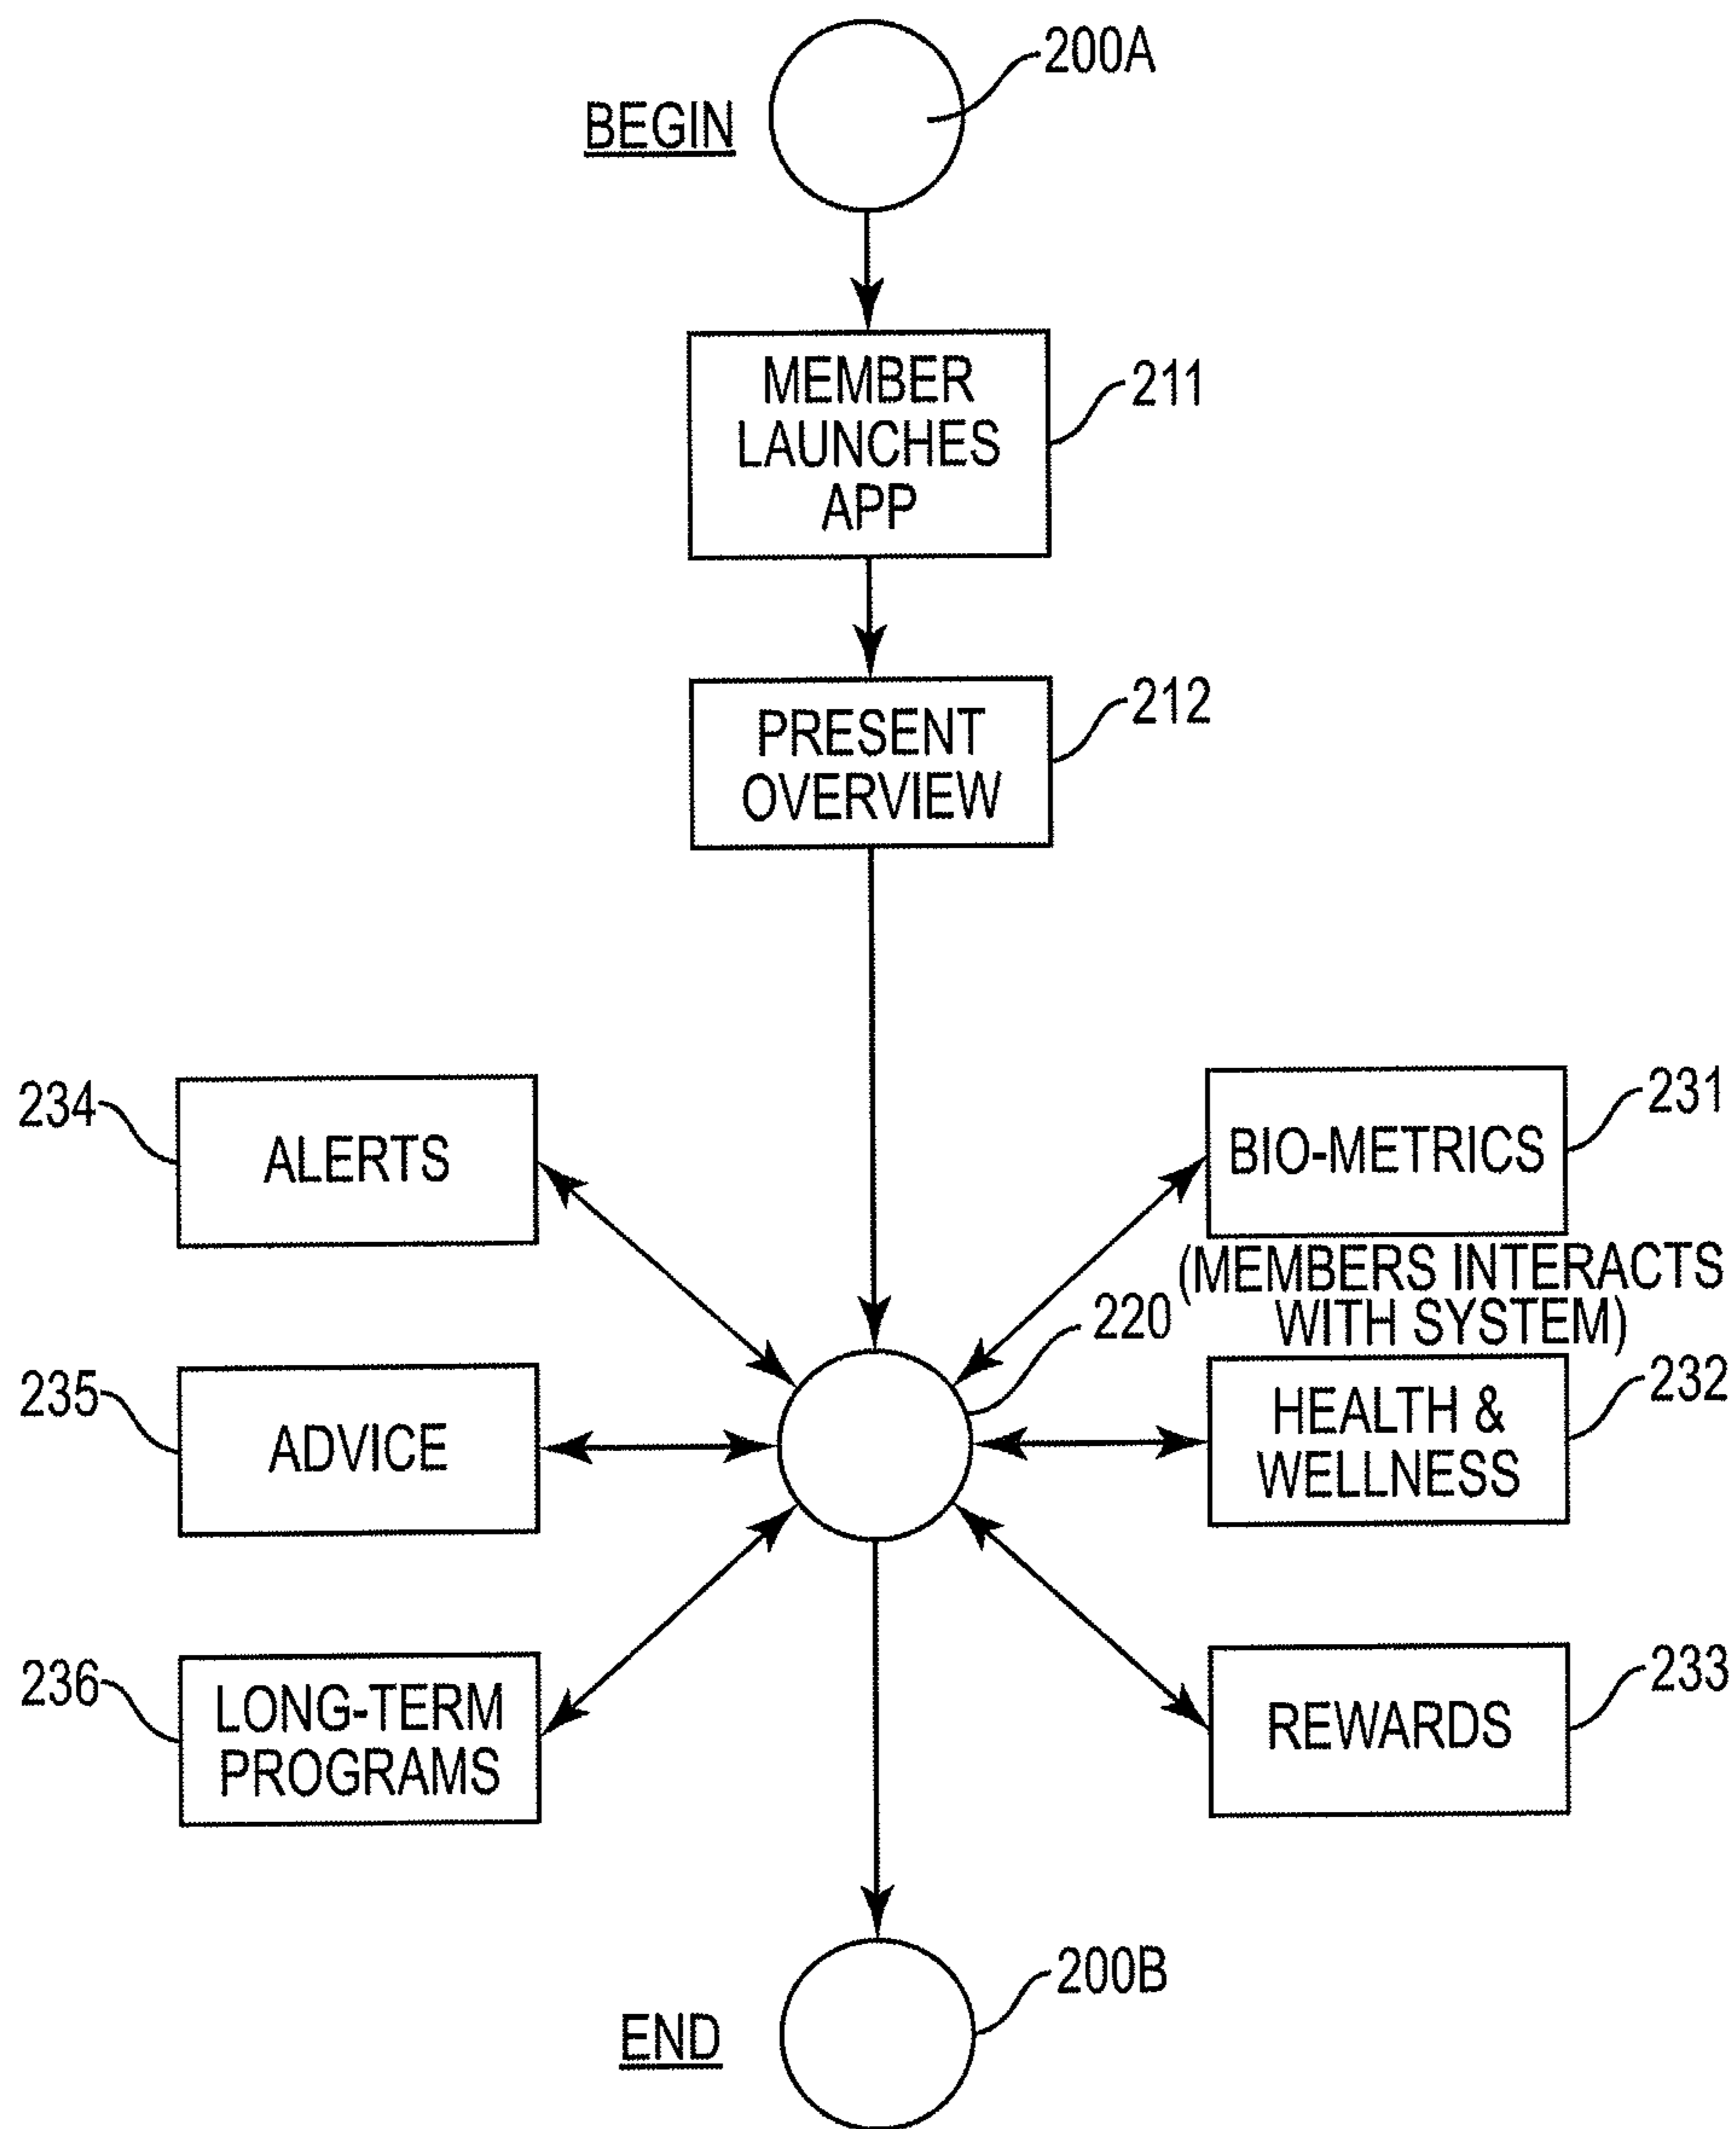 200A
BEGIN
MEMBER
LAUNCHES
APP
211
PRESENT
OVERVIEW
212
234
ALERTS
BIO-METRICS
231
220 (MEMBERS INTERACTS
WITH SYSTEM)
235
ADVICE
HEALTH &
WELLNESS
232
236
LONG-TERM
PROGRAMS
REWARDS
233
END
200B